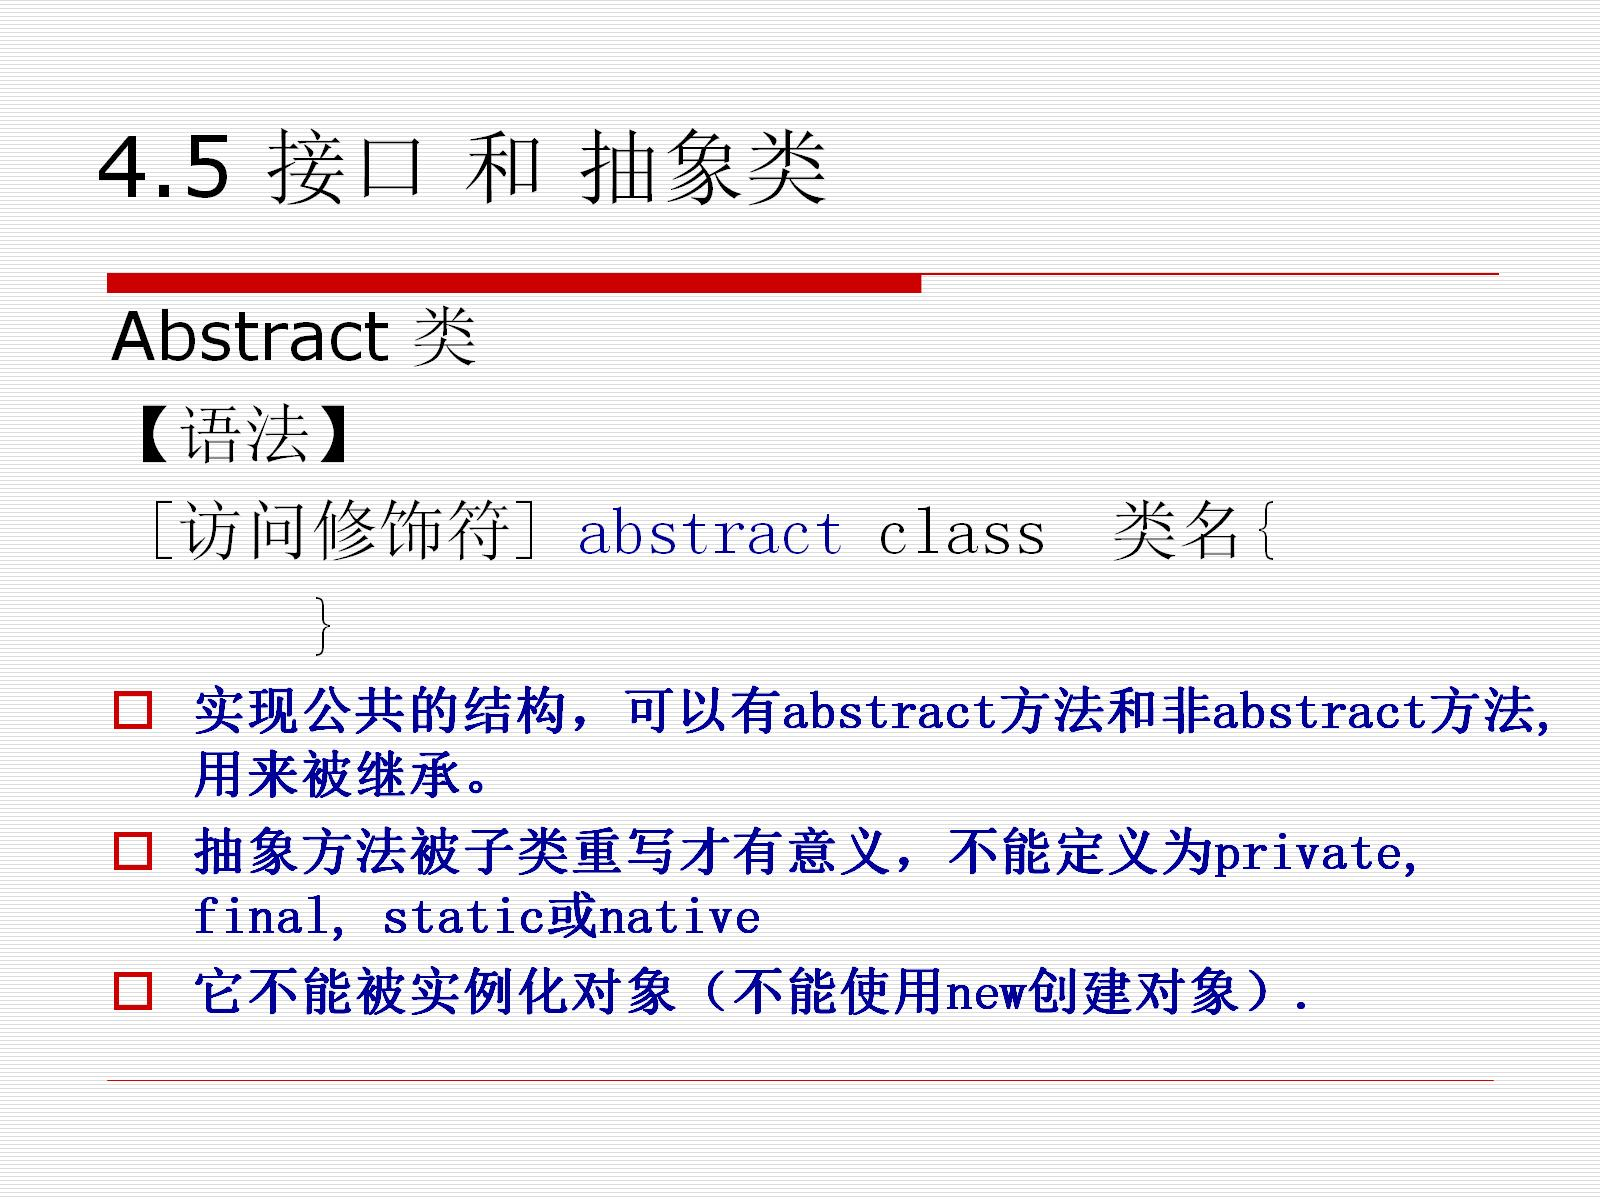 4.5 接口 和 抽象类
Abstract 类
【语法】
[访问修饰符] abstract class 类名{
}
实现公共的结构，可以有abstract方法和非abstract方法,
用来被继承。
抽象方法被子类重写才有意义，不能定义为private,
final, static或native
它不能被实例化对象（不能使用new创建对象）.